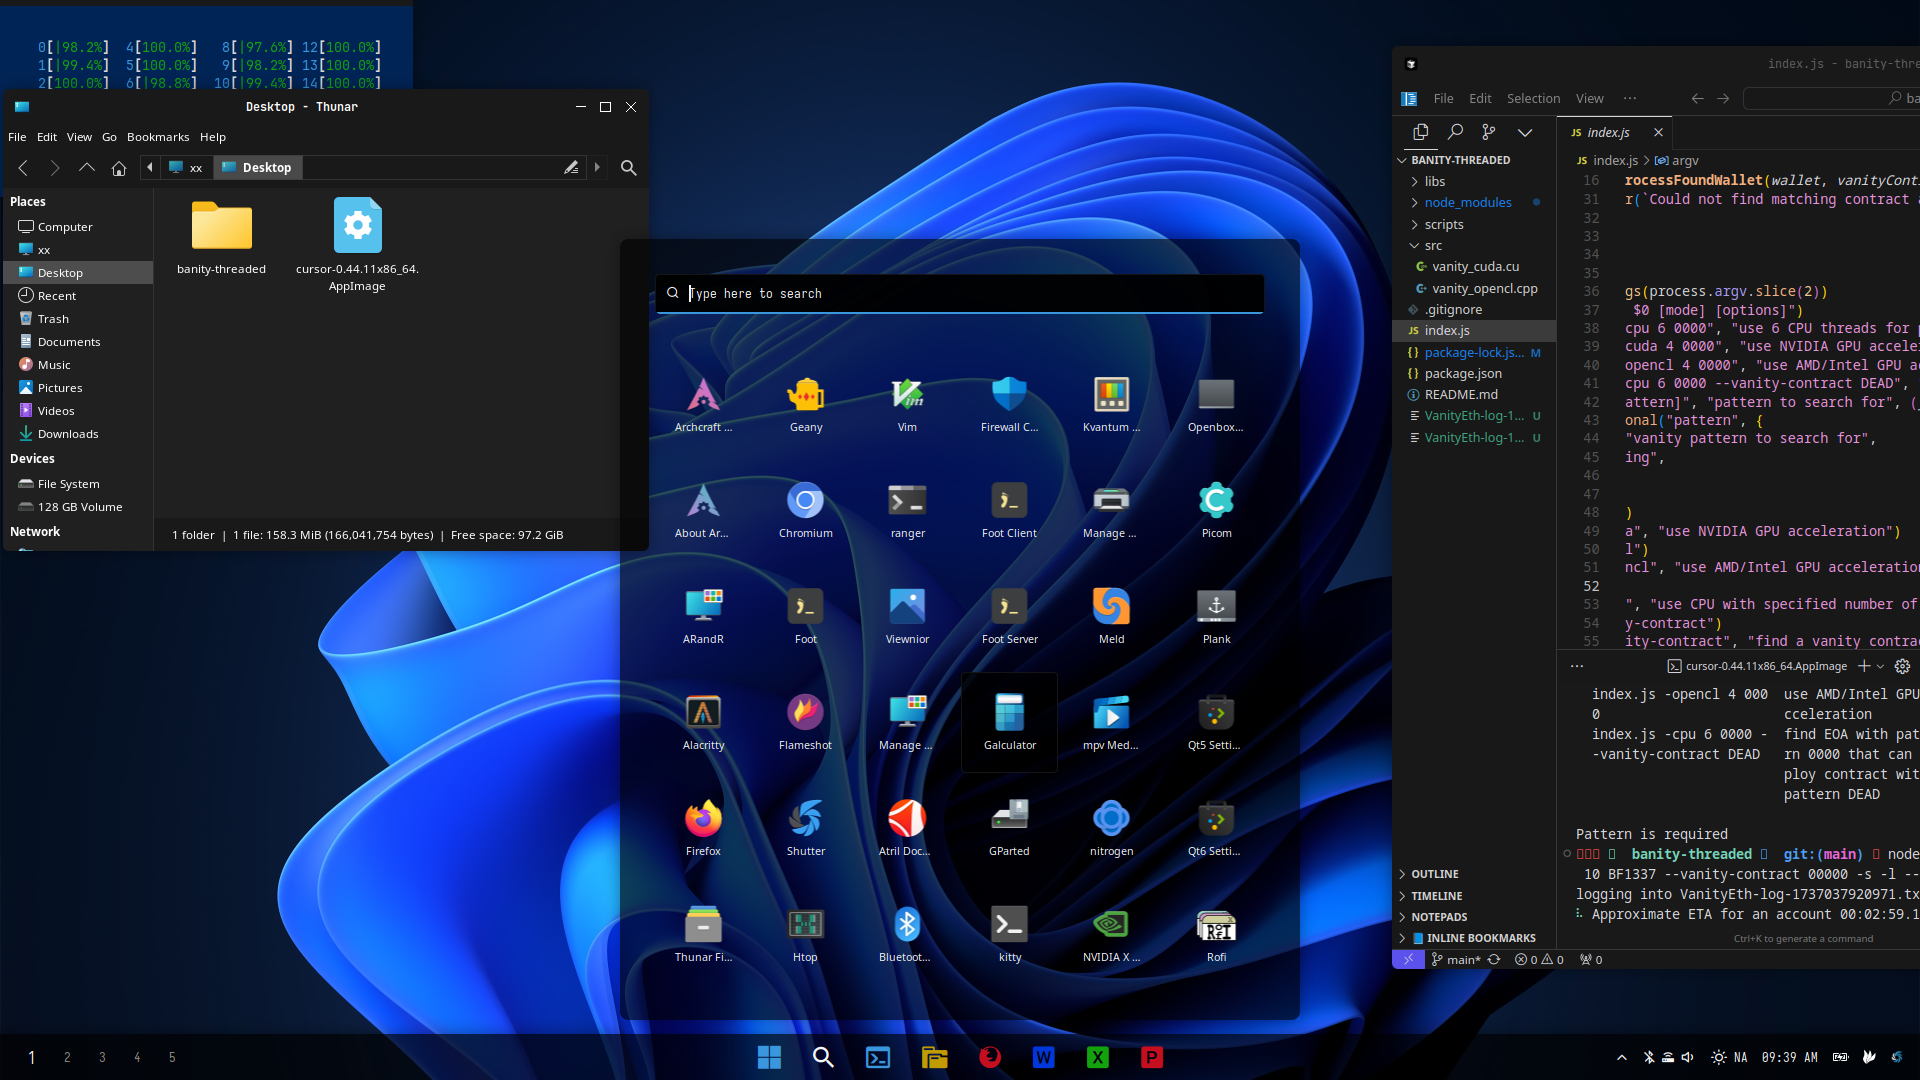 0[|98.2%] 4[100.0%] 8[|97.6%] 12[100.0%]
1[|99.4%] 5[100.0%] 9[|98.2%] 13[100.0%]
2[100.0%] 6[|98.8%] 10[|99.4%] 14[100.0%]
Desktop - Thunar
File Edit View Go Bookmarks Help
xx Desktop
Places
Computer
xx
Desktop
Recent
Trash
Documents
Music
Pictures
Videos
Downloads
Devices
File System
128 GB Volume
Network
banity-threaded
cursor-0.44.11x86_64.
AppImage
1 folder | 1 file: 158.3 MiB (166,041,754 bytes) | Free space: 97.2 GiB
Type here to search
Archcraft ... Geany Vim Firewall C... Kvantum ... Openbox...
About Ar... Chromium ranger Foot Client Manage ... Picom
ARandR Foot Viewnior Foot Server Meld Plank
Alacritty Flameshot Manage ... Galculator mpv Med... Qt5 Setti...
Firefox Shutter Atril Doc... GParted nitrogen Qt6 Setti...
Thunar Fi... Htop Bluetoot... kitty NVIDIA X ... Rofi
index.js - banity-thre
File Edit Selection View ... ba
BANITY-THREADED
libs
node_modules
scripts
src
vanity_cuda.cu
vanity_opencl.cpp
.gitignore
index.js
package-lock.js... M
package.json
README.md
VanityEth-log-1... U
VanityEth-log-1... U
OUTLINE
TIMELINE
NOTEPADS
INLINE BOOKMARKS
JS index.js
JS index.js > argv
16 rocessFoundWallet(wallet, vanityCont
31 r(`Could not find matching contract a
32
33
34
35
36 gs(process.argv.slice(2))
37 $0 [mode] [options]")
38 cpu 6 0000", "use 6 CPU threads for p
39 cuda 4 0000", "use NVIDIA GPU accele
40 opencl 4 0000", "use AMD/Intel GPU ac
41 cpu 6 0000 --vanity-contract DEAD",
42 attern]", "pattern to search for", (
43 onal("pattern", {
44 "vanity pattern to search for",
45 ing",
46
47
48 )
49 a", "use NVIDIA GPU acceleration")
50 l")
51 ncl", "use AMD/Intel GPU acceleration
52
53 ", "use CPU with specified number of
54 y-contract")
55 ity-contract", "find a vanity contrac
... cursor-0.44.11x86_64.AppImage
index.js -opencl 4 000 use AMD/Intel GPU
0 cceleration
index.js -cpu 6 0000 - find EOA with pat
-vanity-contract DEAD rn 0000 that can
ploy contract wit
pattern DEAD
Pattern is required
banity-threaded git:(main) node
10 BF1337 --vanity-contract 00000 -s -l --
logging into VanityEth-log-1737037920971.tx
Approximate ETA for an account 00:02:59.1
Ctrl+K to generate a command
main* 0 0 0
1 2 3 4 5
W X P
NA 09:39 AM